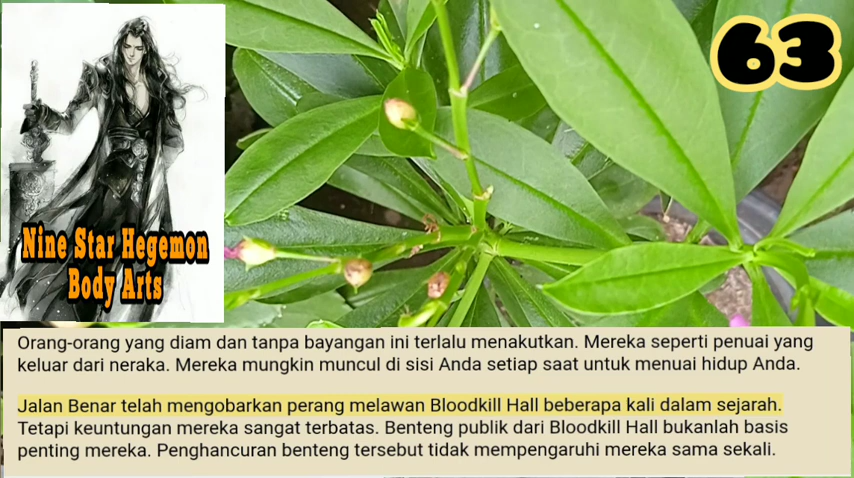 63
Nine Star Hegemon
Body Arts
Orang-orang yang diam dan tanpa bayangan ini terlalu menakutkan. Mereka seperti penuai yang
keluar dari neraka. Mereka mungkin muncul di sisi Anda setiap saat untuk menuai hidup Anda.
Jalan Benar telah mengobarkan perang melawan Bloodkill Hall beberapa kali dalam sejarah.
Tetapi keuntungan mereka sangat terbatas. Benteng publik dari Bloodkill Hall bukanlah basis
penting mereka. Penghancuran benteng tersebut tidak mempengaruhi mereka sama sekali.